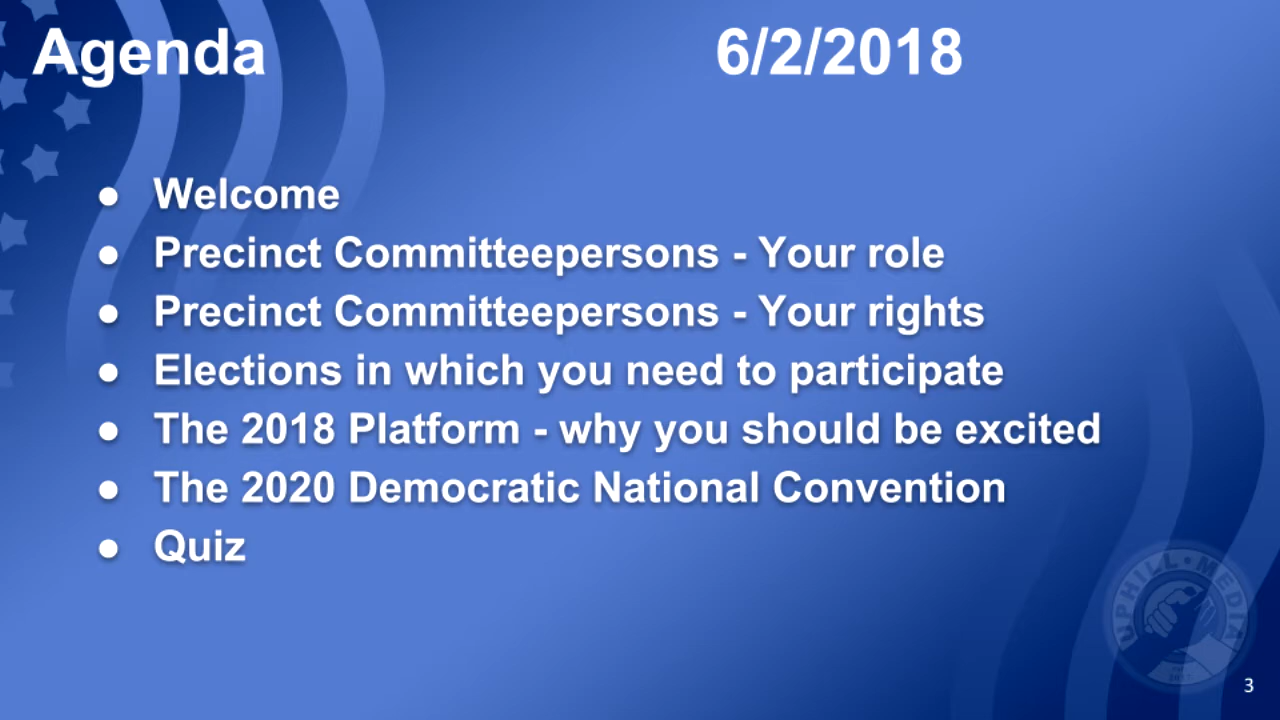 Agenda 6/2/2018
● Welcome
● Precinct Committeepersons - Your role
● Precinct Committeepersons - Your rights
● Elections in which you need to participate
● The 2018 Platform - why you should be excited
● The 2020 Democratic National Convention
● Quiz
UPHILL • MEDIA
3